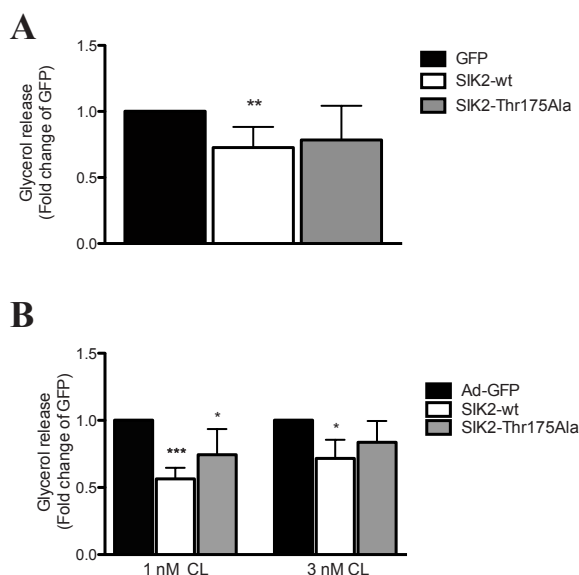 A
Glycerol release
(Fold change of GFP)
1.5
1.0
0.5
0.0
**
GFP
SIK2-wt
SIK2-Thr175Ala
B
Glycerol release
(Fold change of GFP)
1.5
1.0
0.5
0.0
***
*
*
1 nM CL
3 nM CL
Ad-GFP
SIK2-wt
SIK2-Thr175Ala